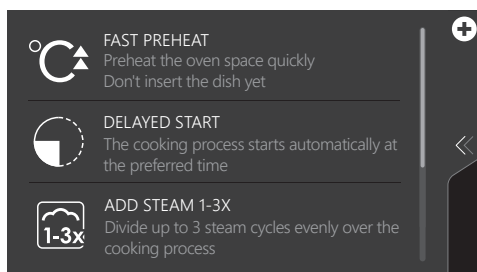 °C
FAST PREHEAT
Preheat the oven space quickly
Don't insert the dish yet
DELAYED START
The cooking process starts automatically at
the preferred time
1-3x
ADD STEAM 1-3X
Divide up to 3 steam cycles evenly over the
cooking process